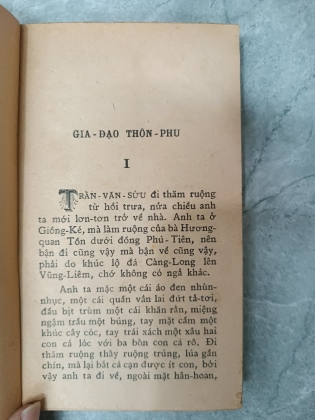 GIA-ĐẠO THÔN-PHU
I
TRẦN-VĂN-SỬU đi thăm ruộng
từ hồi trưa, nửa chiều anh
ta mới lơn-tơn trở về nhà. Anh ta ở
Giồng-Ké, mà làm ruộng của bà Hương-
quan Tồn dưới đồng Phú-Tiên, nên
bận đi cũng vậy mà bận về cũng vậy,
phải do khúc lộ đá Càng-Long lên
Vũng-Liêm, chớ không có ngả khác.
Anh ta mặc một cái áo đen nhùn-
nhục, một cái quần vắn lai đứt tả-tơi,
đầu bịt trùm một cái khăn rằn, miệng
ngậm trầu một búng, tay mặt cầm một
khúc cây cóc, tay trái xách một xâu hai
con cá lóc với ba bốn con cá rô. Đi
thăm ruộng thấy ruộng trúng, lúa gần
chín, mà lại bắt cá cạn được ít con, bởi
vậy anh ta đi về, ngoài mặt hân-hoan,